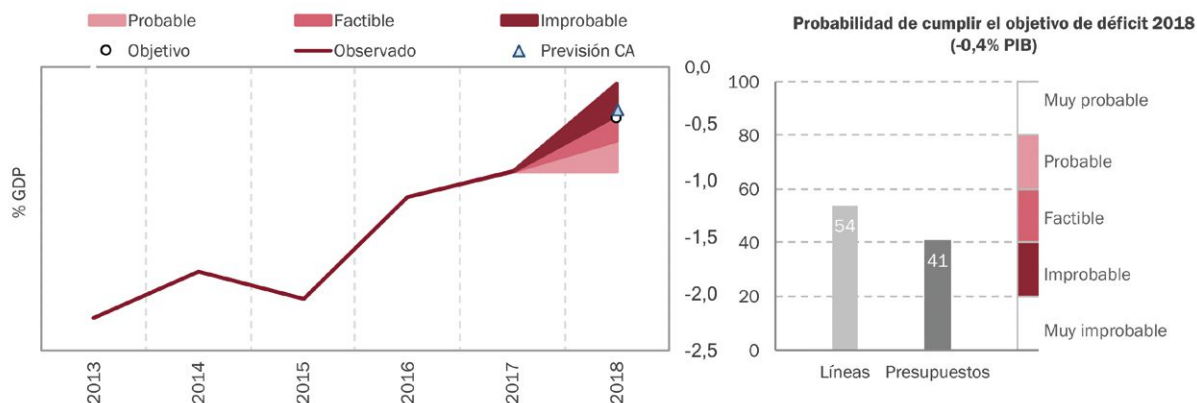 Probable Factible Improbable
Objetivo Observado Previsión CA
0,0
-0,5
-1,0
-1,5
-2,0
-2,5
% GDP
2013 2014 2015 2016 2017 2018
Probabilidad de cumplir el objetivo de déficit 2018
(-0,4% PIB)
100
80
60
40
20
0
54
41
Líneas Presupuestos
Muy probable
Probable
Factible
Improbable
Muy improbable